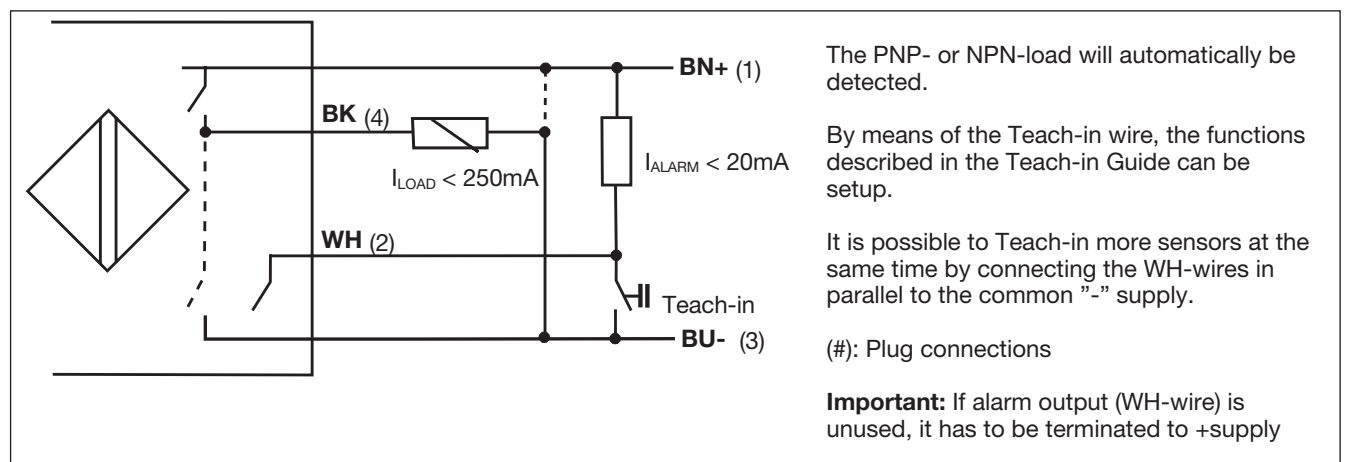 BN+ (1)
BK (4)
I_LOAD < 250mA
I_ALARM < 20mA
WH (2)
Teach-in
BU- (3)
The PNP- or NPN-load will automatically be
detected.
By means of the Teach-in wire, the functions
described in the Teach-in Guide can be
setup.
It is possible to Teach-in more sensors at the
same time by connecting the WH-wires in
parallel to the common ”-” supply.
(#): Plug connections
Important: If alarm output (WH-wire) is
unused, it has to be terminated to +supply